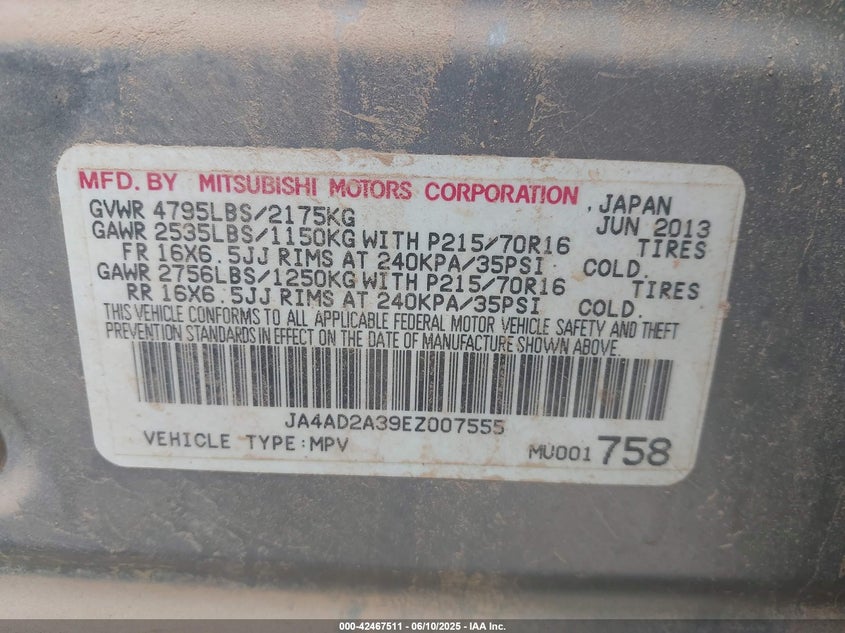 MFD. BY MITSUBISHI MOTORS CORPORATION , JAPAN
GVWR 4795LBS/2175KG JUN 2013
GAWR 2535LBS/1150KG WITH P215/70R16 TIRES
FR 16X6.5JJ RIMS AT 240KPA/35PSI COLD.
GAWR 2756LBS/1250KG WITH P215/70R16 TIRES
RR 16X6.5JJ RIMS AT 240KPA/35PSI COLD.
THIS VEHICLE CONFORMS TO ALL APPLICABLE FEDERAL MOTOR VEHICLE SAFETY AND THEFT
PREVENTION STANDARDS IN EFFECT ON THE DATE OF MANUFACTURE SHOWN ABOVE.
JA4AD2A39EZ007555
VEHICLE TYPE:MPV MU001 758
000-42467511 - 06/10/2025 - IAA Inc.